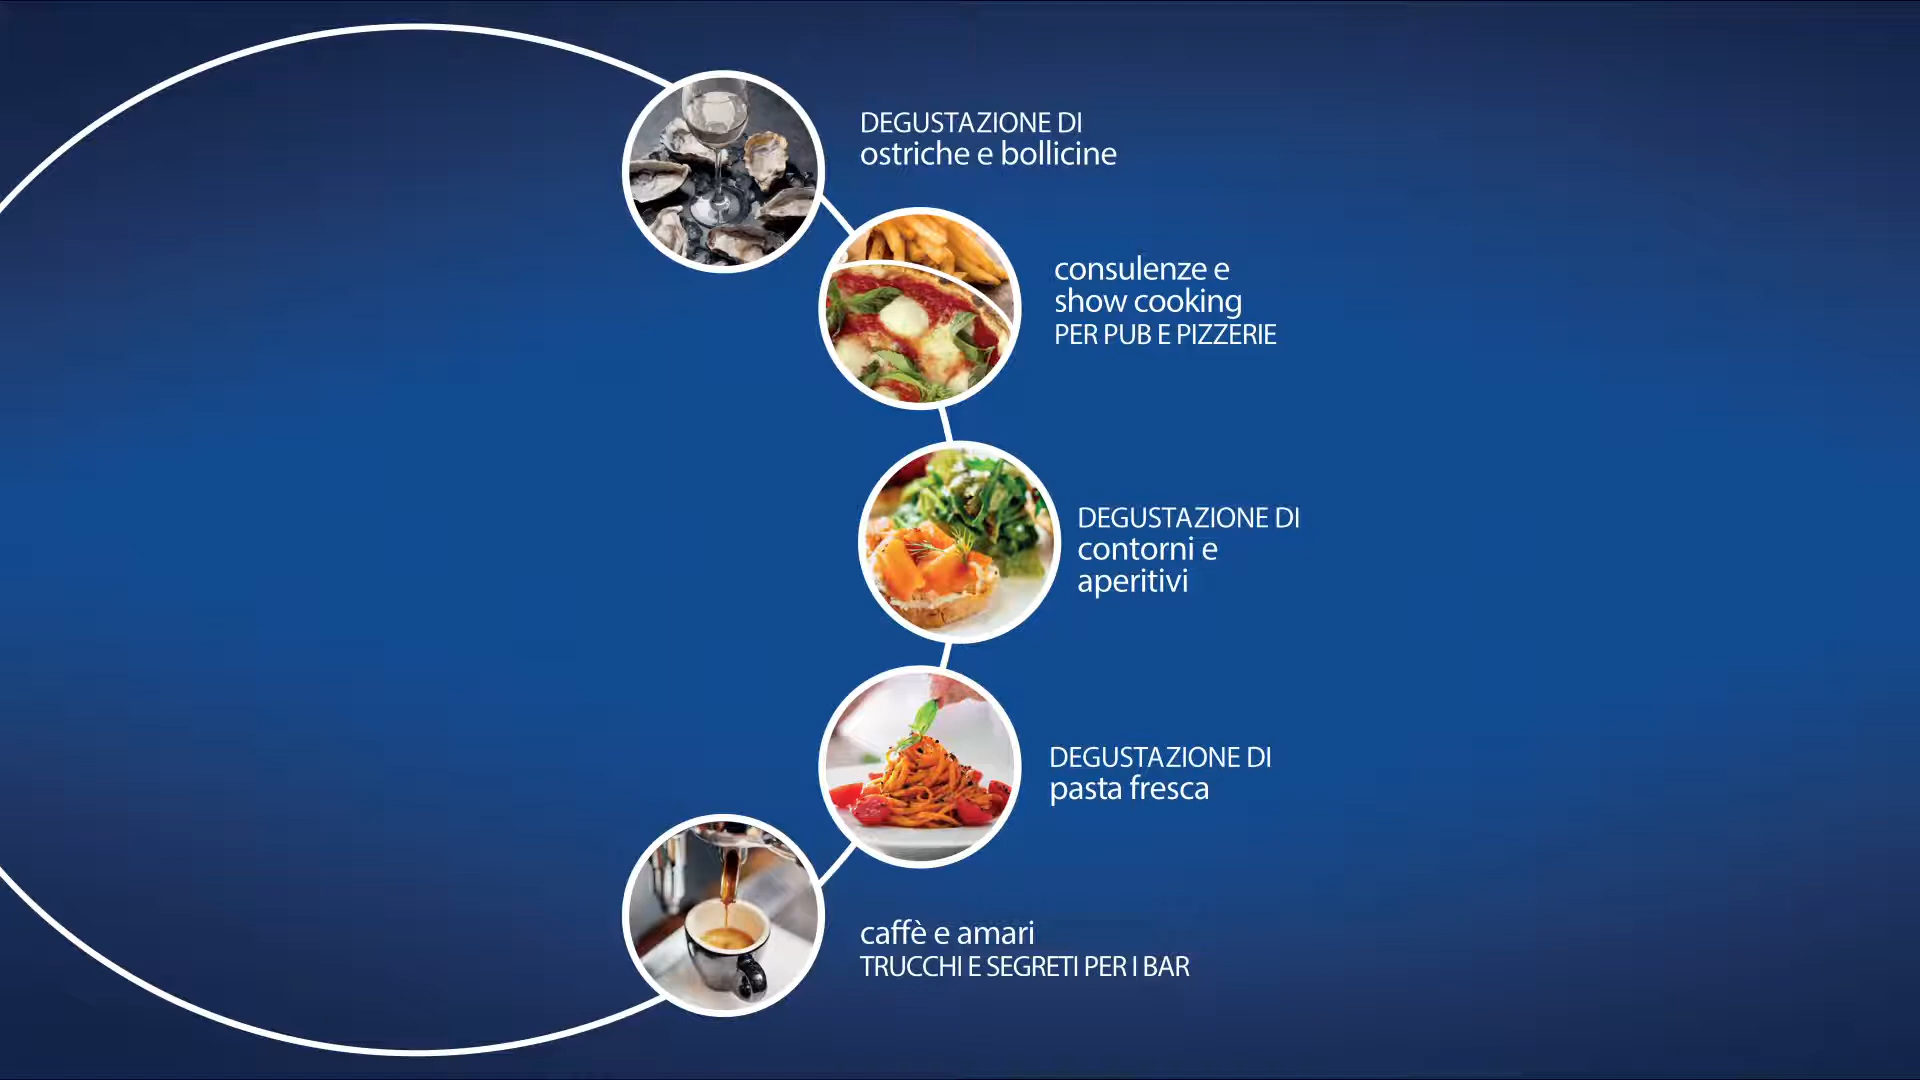 DEGUSTAZIONE DI
ostriche e bollicine
consulenze e
show cooking
PER PUB E PIZZERIE
DEGUSTAZIONE DI
contorni e
aperitivi
DEGUSTAZIONE DI
pasta fresca
caffè e amari
TRUCCHI E SEGRETI PER I BAR